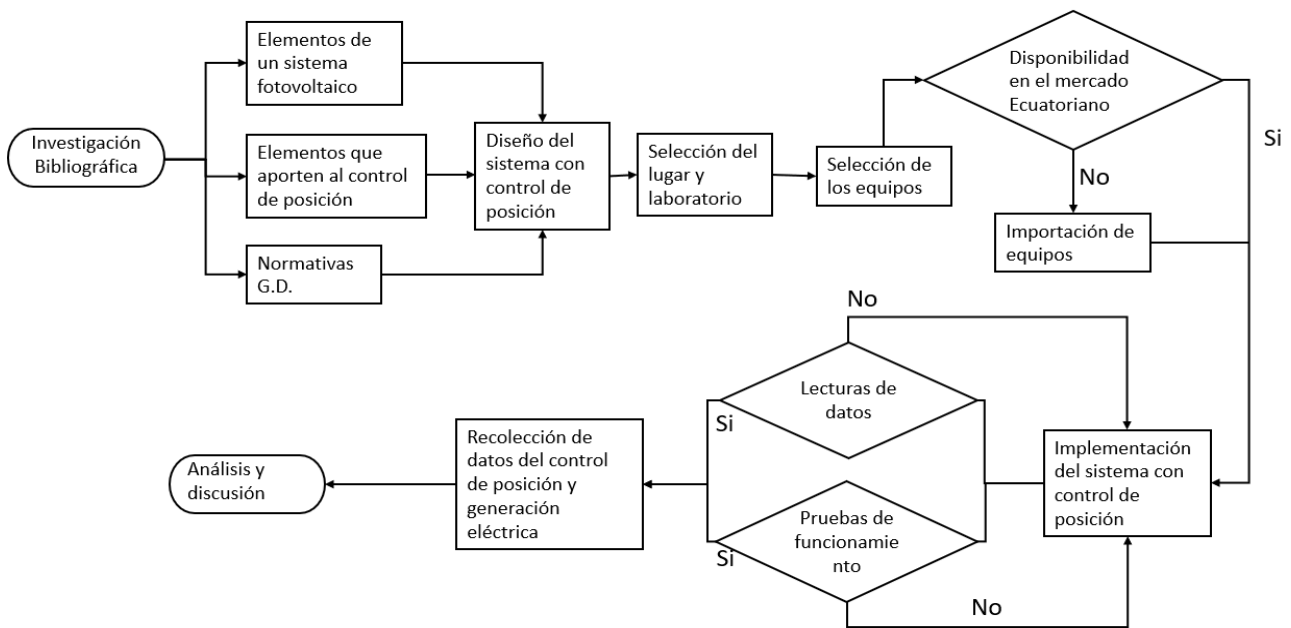 Investigación
Bibliográfica
Elementos de
un sistema
fotovoltaico
Elementos que
aporten al control
de posición
Normativas
G.D.
Diseño del
sistema con
control de
posición
Selección del
lugar y
laboratorio
Selección de
los equipos
Disponibilidad
en el mercado
Ecuatoriano
Si
No
Importación de
equipos
No
Lecturas de
datos
Si
Implementación
del sistema con
control de
posición
Pruebas de
funcionamie
nto
Si
No
Recolección de
datos del control
de posición y
generación
eléctrica
Análisis y
discusión